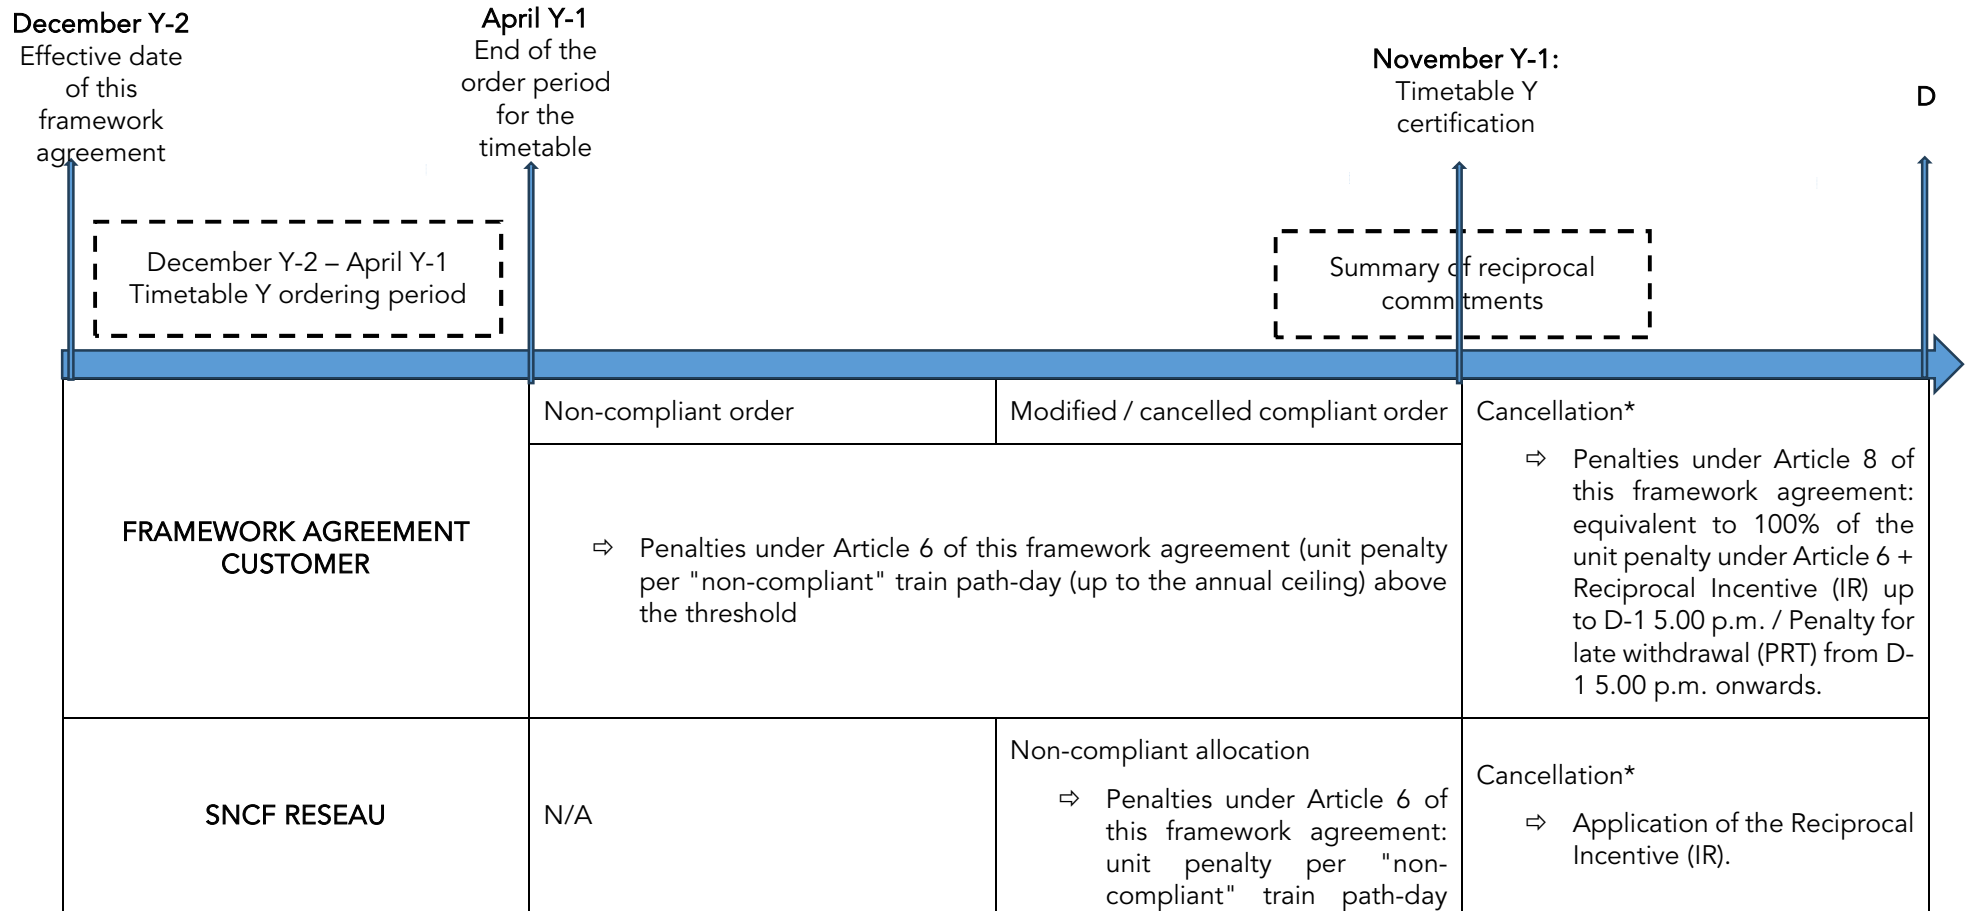 December Y-2
Effective date
of this
framework
agreement
April Y-1
End of the
order period
for the
timetable
November Y-1:
Timetable Y
certification
D
December Y-2 – April Y-1
Timetable Y ordering period
Summary of reciprocal
commitments
FRAMEWORK AGREEMENT
CUSTOMER
Non-compliant order
Modified / cancelled compliant order
⇨ Penalties under Article 6 of this framework agreement (unit penalty
per "non-compliant" train path-day (up to the annual ceiling) above
the threshold
Cancellation*
⇨ Penalties under Article 8 of
this framework agreement:
equivalent to 100% of the
unit penalty under Article 6 +
Reciprocal Incentive (IR) up
to D-1 5.00 p.m. / Penalty for
late withdrawal (PRT) from D-
1 5.00 p.m. onwards.
SNCF RESEAU
N/A
Non-compliant allocation
⇨ Penalties under Article 6 of
this framework agreement:
unit penalty per "non-
compliant" train path-day
Cancellation*
⇨ Application of the Reciprocal
Incentive (IR).